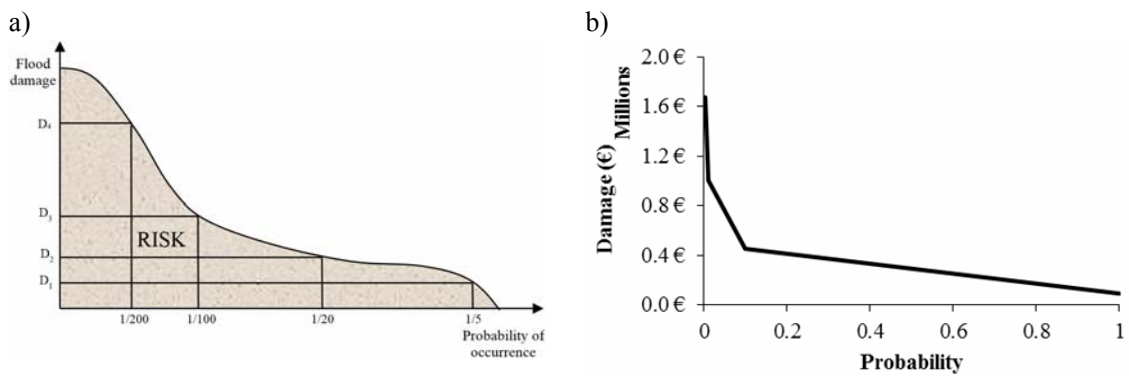 a)
Flood
damage
D₄
D₃
D₂
D₁
RISK
1/200 1/100 1/20 1/5
Probability of
occurrence
b)
Damage (€)
Millions
2.0 €
1.6 €
1.2 €
0.8 €
0.4 €
0.0 €
0 0.2 0.4 0.6 0.8 1
Probability